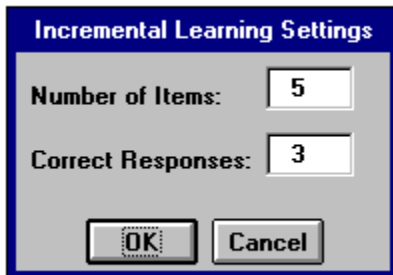 Incremental Learning Settings
Number of Items: 5
Correct Responses: 3
OK Cancel